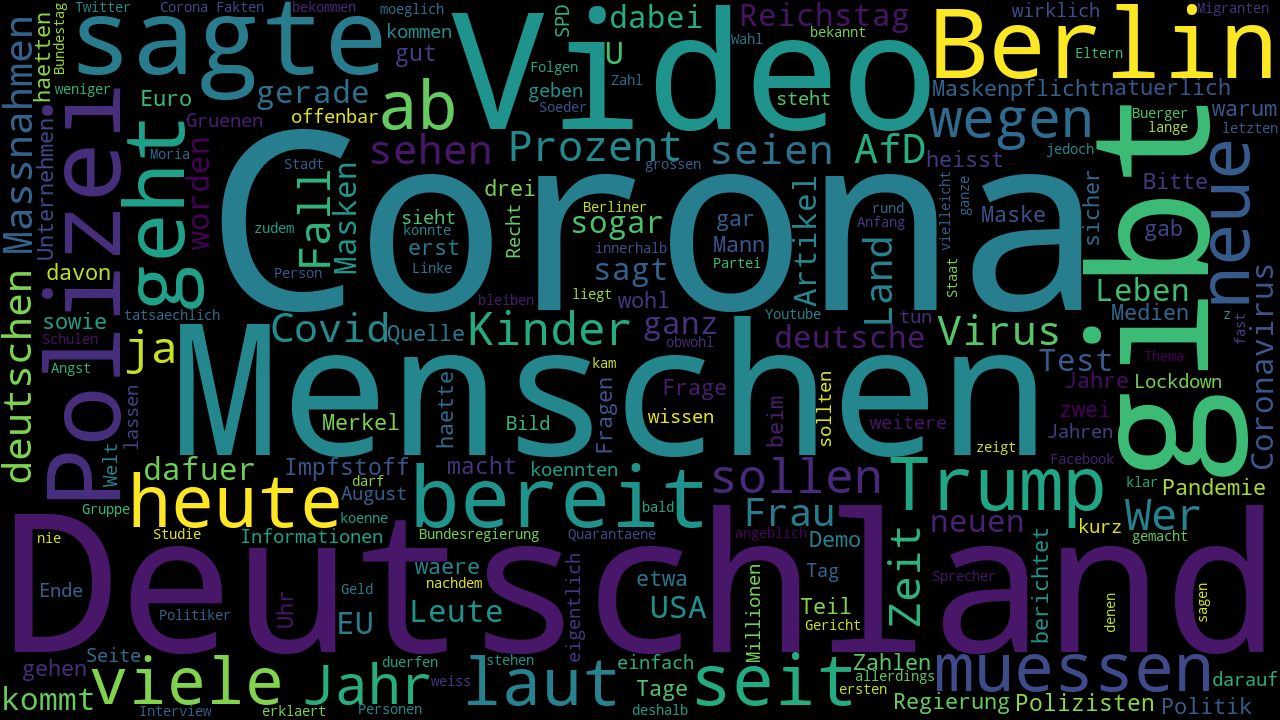 Twitter
Corona Fakten
bekommen
moeglich
SPD
dabei
Reichstag
wirklich
Migranten
Bundestag
sagte
Video
Berlin
kommen
bekannt
haetten
gut
U
Wahl
Eltern
Massnahmen
Folgen
Zahl
weniger
Euro
gerade
ab
geben
Soeder
steht
Maskenpflicht
natuerlich
Polizei
Gruenen
offenbar
wegen
Buerger
lange
warum
letzten
Unternehmen
geht
worden
sehen
Prozent
seien
AfD
heisst
jedoch
gibt
neue
Moria
Stadt
Corona
grossen
Fall
Masken
drei
Artikel
Land
vielleicht
ganze
sicher
Bitte
zudem
sieht
konnte
erst
Linke
Recht
Berliner
sogar
innerhalb
sagt
gar
Mann
Partei
rund
Anfang
Maske
gab
davon
Person
liegt
wohl
Staat
Leben
deutschen
tatsaechlich
bleiben
Youtube
tun
Medien
z
fast
Coronavirus
sowie
Schulen
Angst
ja
Covid
Quelle
Kinder
ganz
obwohl
deutsche
Virus
Test
Thema
lassen
Menschen
kam
Jahre
Lockdown
Merkel
haette
Bild
Fragen
Frage
wissen
beim
sollten
weitere
zwei
Jahren
zeigt
Facebook
Welt
dafuer
Impfstoff
darf
macht
koennten
sollen
Trump
klar
Pandemie
Gruppe
heute
August
koenne
bereit
bald
Frau
neuen
Wer
kurz
gemacht
nie
Studie
Informationen
Bundesregierung
Quarantaene
angeblich
Demo
Deutschland
Zeit
berichtet
Ende
Politiker
Uhr
Geld
EU
waere
nachdem
Leute
eigentlich
etwa
USA
Millionen
Tag
Teil
Gericht
Sprecher
denen
sagen
gehen
Seite
duerfen
stehen
einfach
Zahlen
allerdings
darauf
kommt
viele
Jahr
weiss
laut
Tage
seit
ersten
muessen
Interview
erklaert
Personen
deshalb
Regierung
Polizisten
Politik